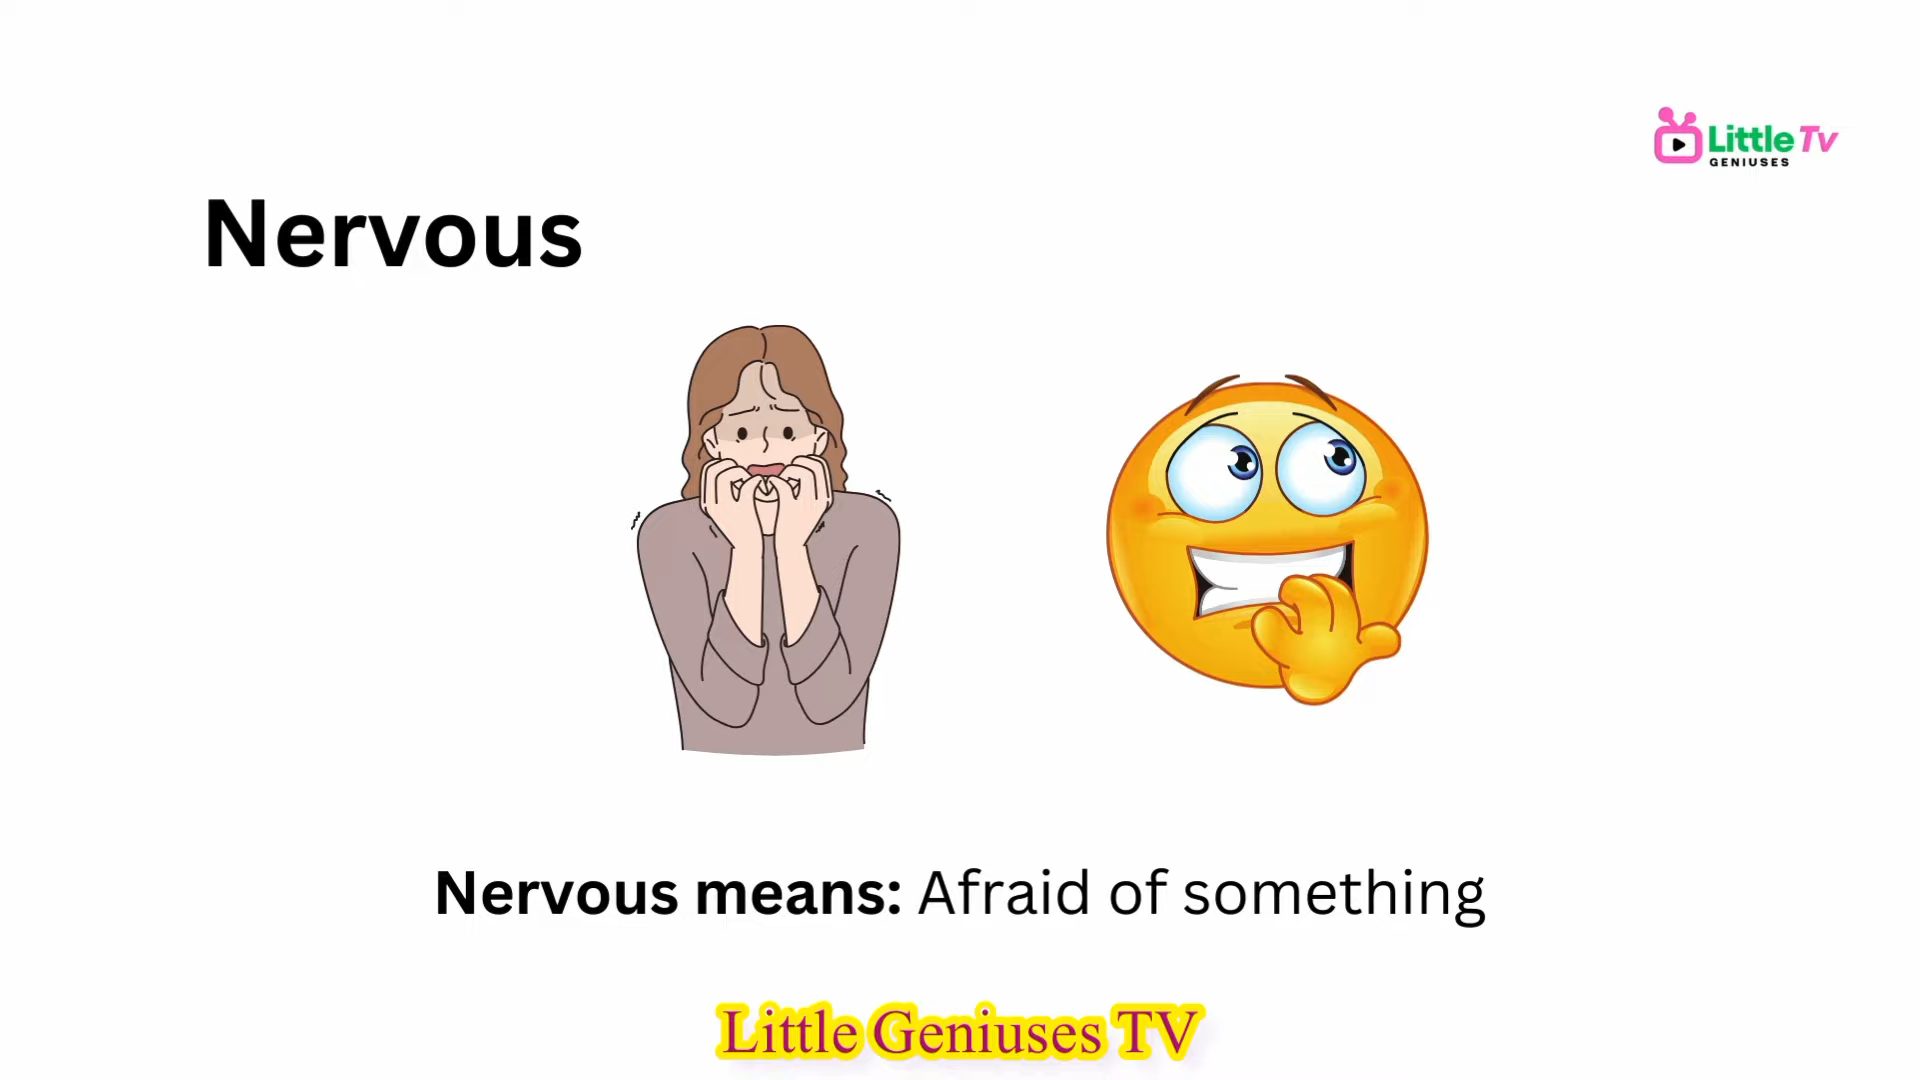 Little Tv
GENIUSES
Nervous
Nervous means: Afraid of something
Little Geniuses TV